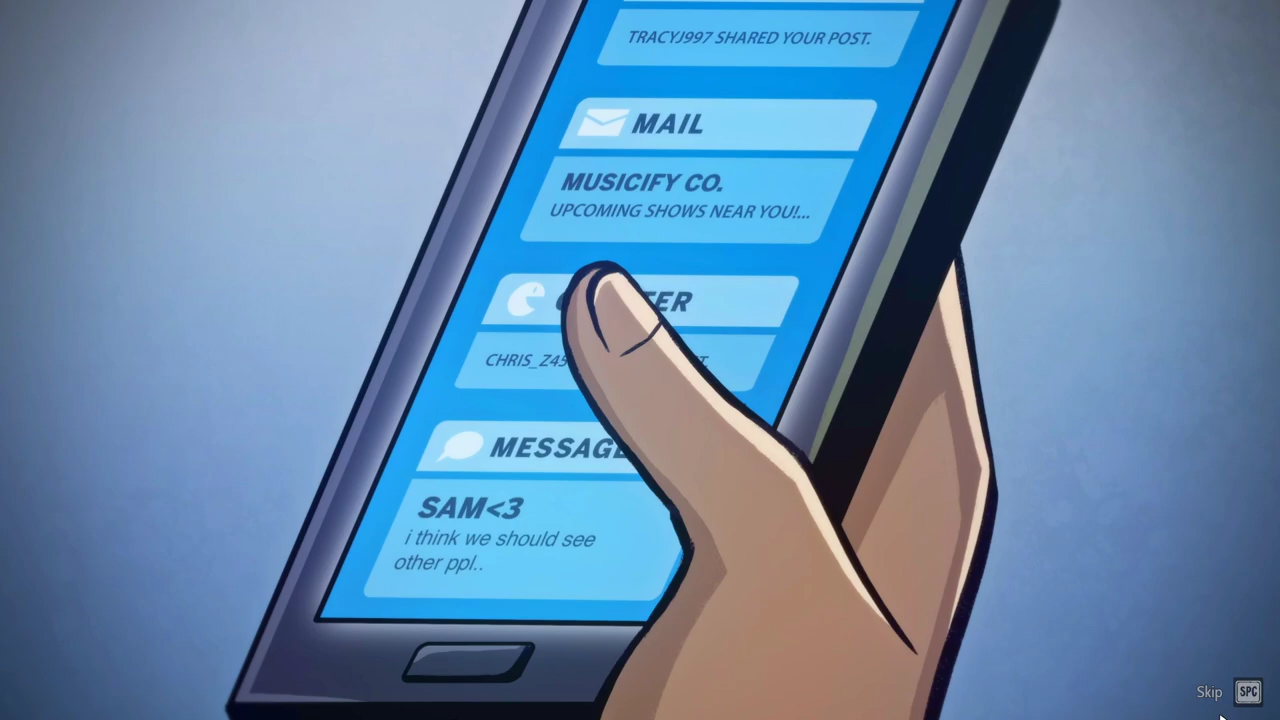 TRACYJ997 SHARED YOUR POST.
MAIL
MUSICIFY CO.
UPCOMING SHOWS NEAR YOU!...
CHRIS_Z45
MESSAGE
SAM<3
i think we should see
other ppl..
Skip SPC